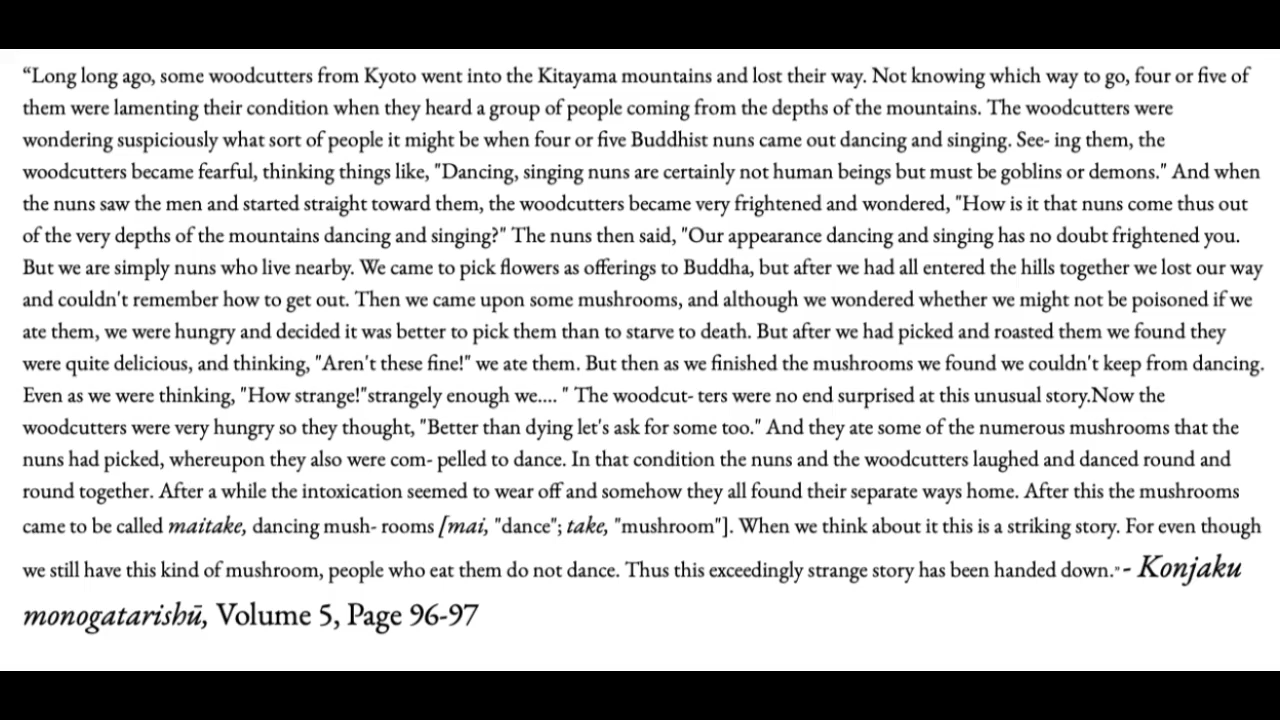 “Long long ago, some woodcutters from Kyoto went into the Kitayama mountains and lost their way. Not knowing which way to go, four or five of
them were lamenting their condition when they heard a group of people coming from the depths of the mountains. The woodcutters were
wondering suspiciously what sort of people it might be when four or five Buddhist nuns came out dancing and singing. See- ing them, the
woodcutters became fearful, thinking things like, "Dancing, singing nuns are certainly not human beings but must be goblins or demons." And when
the nuns saw the men and started straight toward them, the woodcutters became very frightened and wondered, "How is it that nuns come thus out
of the very depths of the mountains dancing and singing?" The nuns then said, "Our appearance dancing and singing has no doubt frightened you.
But we are simply nuns who live nearby. We came to pick flowers as offerings to Buddha, but after we had all entered the hills together we lost our way
and couldn't remember how to get out. Then we came upon some mushrooms, and although we wondered whether we might not be poisoned if we
ate them, we were hungry and decided it was better to pick them than to starve to death. But after we had picked and roasted them we found they
were quite delicious, and thinking, "Aren't these fine!" we ate them. But then as we finished the mushrooms we found we couldn't keep from dancing.
Even as we were thinking, "How strange!"strangely enough we.... " The woodcut- ters were no end surprised at this unusual story.Now the
woodcutters were very hungry so they thought, "Better than dying let's ask for some too." And they ate some of the numerous mushrooms that the
nuns had picked, whereupon they also were com- pelled to dance. In that condition the nuns and the woodcutters laughed and danced round and
round together. After a while the intoxication seemed to wear off and somehow they all found their separate ways home. After this the mushrooms
came to be called maitake, dancing mush- rooms [mai, "dance"; take, "mushroom"]. When we think about it this is a striking story. For even though
we still have this kind of mushroom, people who eat them do not dance. Thus this exceedingly strange story has been handed down.” - Konjaku
monogatarishū, Volume 5, Page 96-97